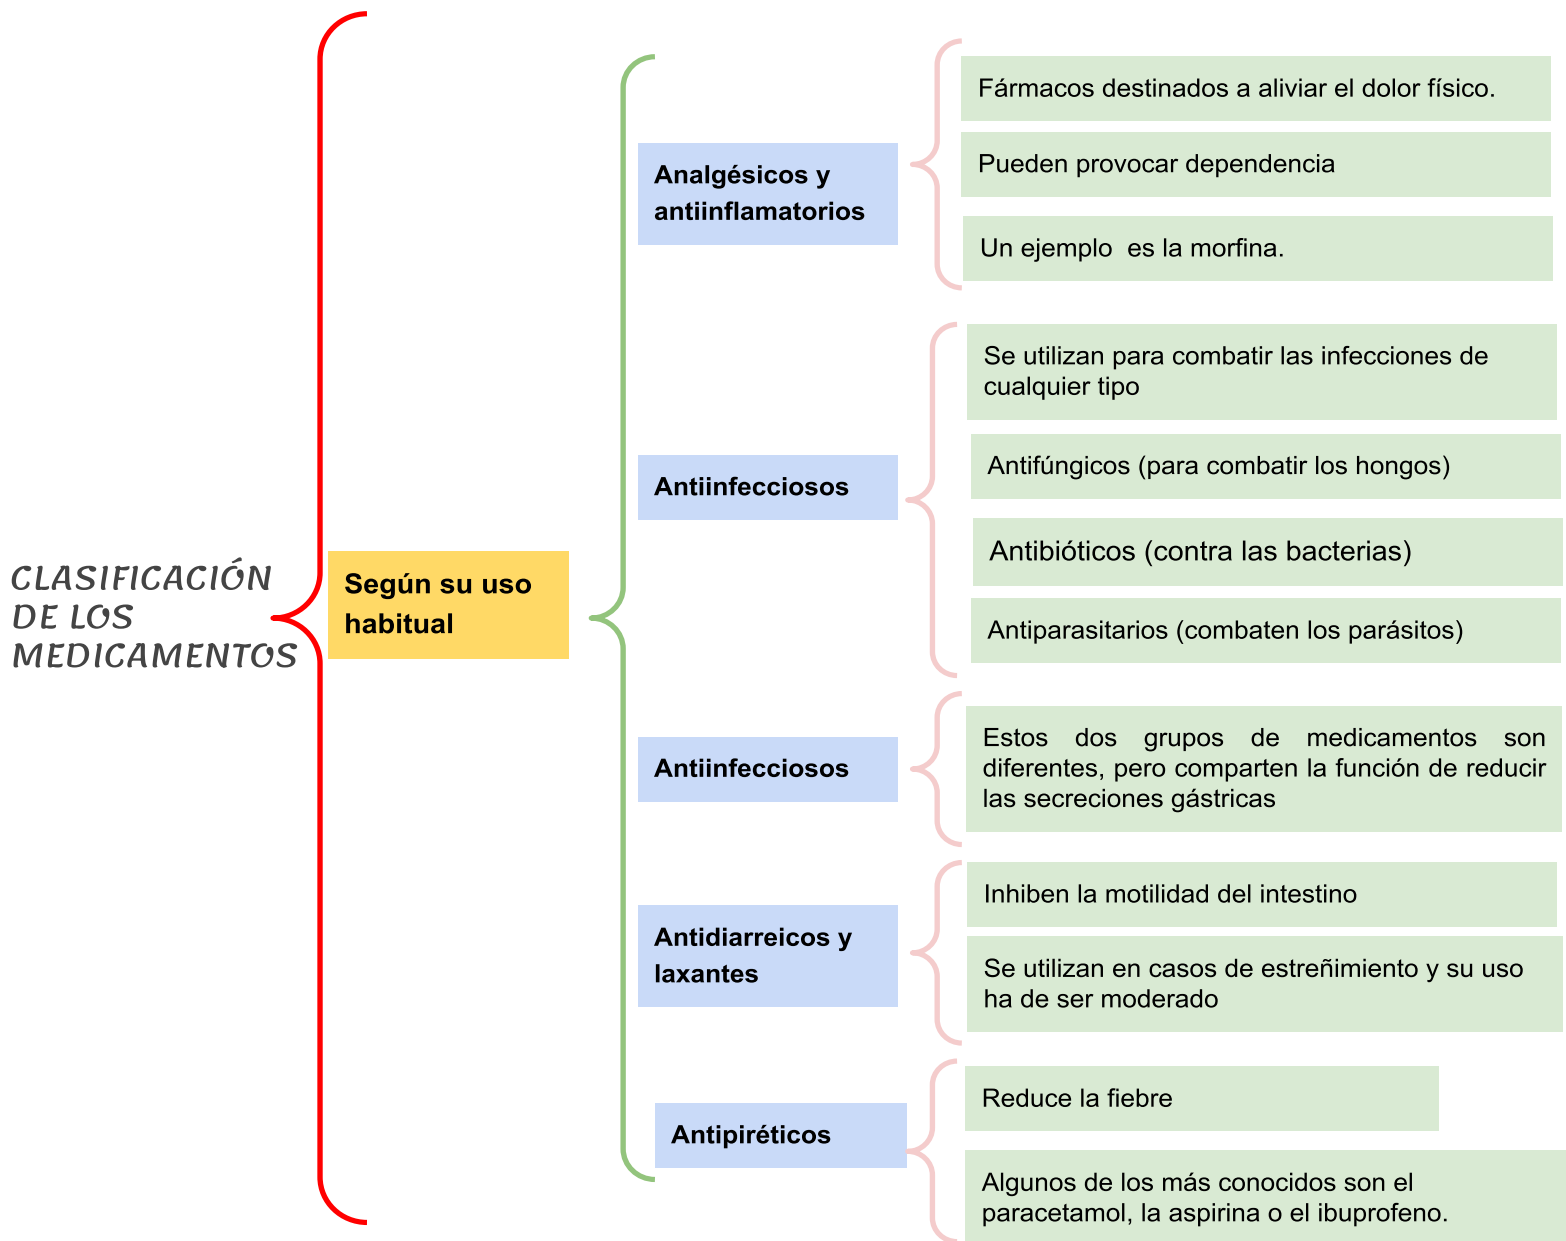 CLASIFICACIÓN
DE LOS
MEDICAMENTOS
Según su uso
habitual
Analgésicos y
antiinflamatorios
Fármacos destinados a aliviar el dolor físico.
Pueden provocar dependencia
Un ejemplo  es la morfina.
Antiinfecciosos
Se utilizan para combatir las infecciones de
cualquier tipo
Antifúngicos (para combatir los hongos)
Antibióticos (contra las bacterias)
Antiparasitarios (combaten los parásitos)
Antiinfecciosos
Estos dos grupos de medicamentos son
diferentes, pero comparten la función de reducir
las secreciones gástricas
Antidiarreicos y
laxantes
Inhiben la motilidad del intestino
Se utilizan en casos de estreñimiento y su uso
ha de ser moderado
Antipiréticos
Reduce la fiebre
Algunos de los más conocidos son el
paracetamol, la aspirina o el ibuprofeno.